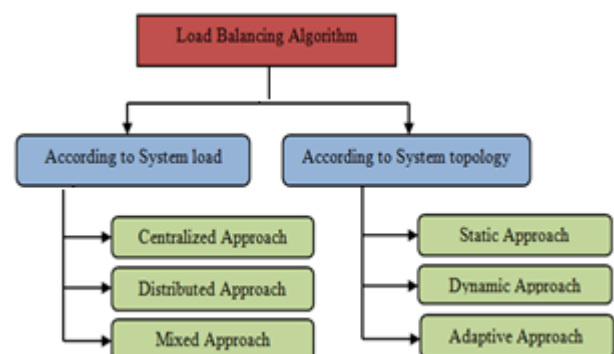 Load Balancing Algorithm
According to System load
According to System topology
Centralized Approach
Distributed Approach
Mixed Approach
Static Approach
Dynamic Approach
Adaptive Approach